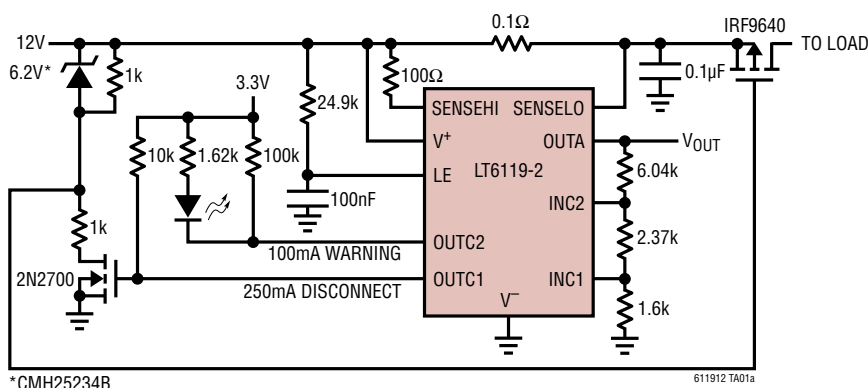 0.1Ω
IRF9640
12V
TO LOAD
6.2V*
1k
100Ω
0.1µF
3.3V
24.9k
SENSEHI SENSELO
V+
OUTA
VOUT
10k
1.62k
100k
LE
LT6119-2
6.04k
100nF
INC2
1k
2.37k
OUTC2
100mA WARNING
2N2700
OUTC1
INC1
250mA DISCONNECT
V–
1.6k
*CMH25234B
611912 TA01a